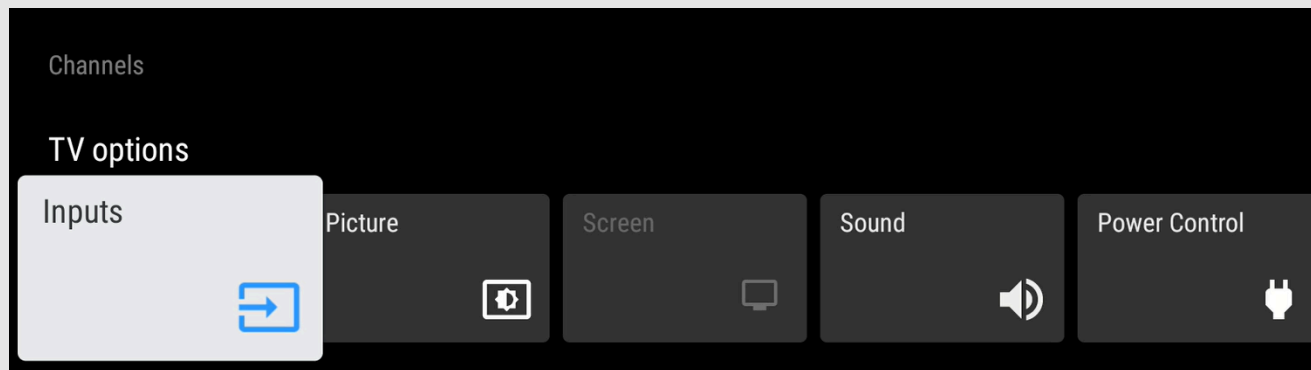 Channels
TV options
Inputs
Picture
Screen
Sound
Power Control